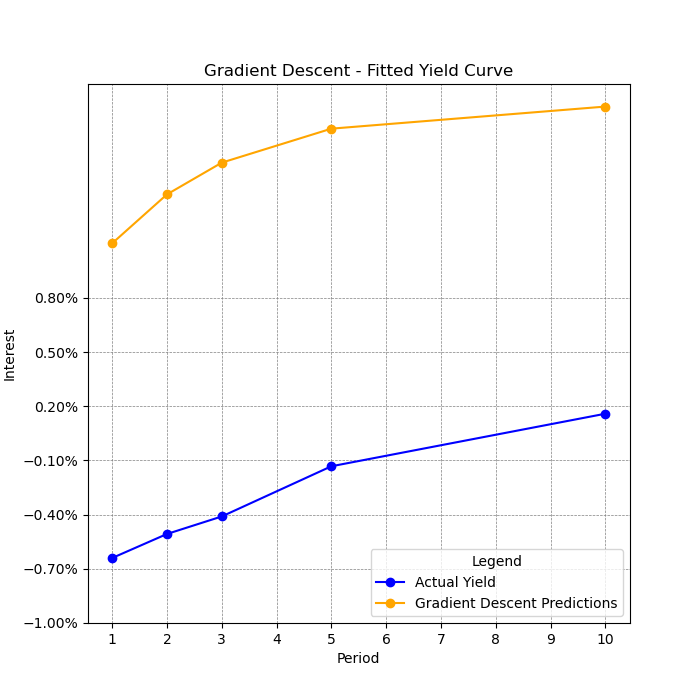 Gradient Descent - Fitted Yield Curve
Interest
0.80%
0.50%
0.20%
−0.10%
−0.40%
−0.70%
−1.00%
Legend
Actual Yield
Gradient Descent Predictions
1 2 3 4 5 6 7 8 9 10
Period